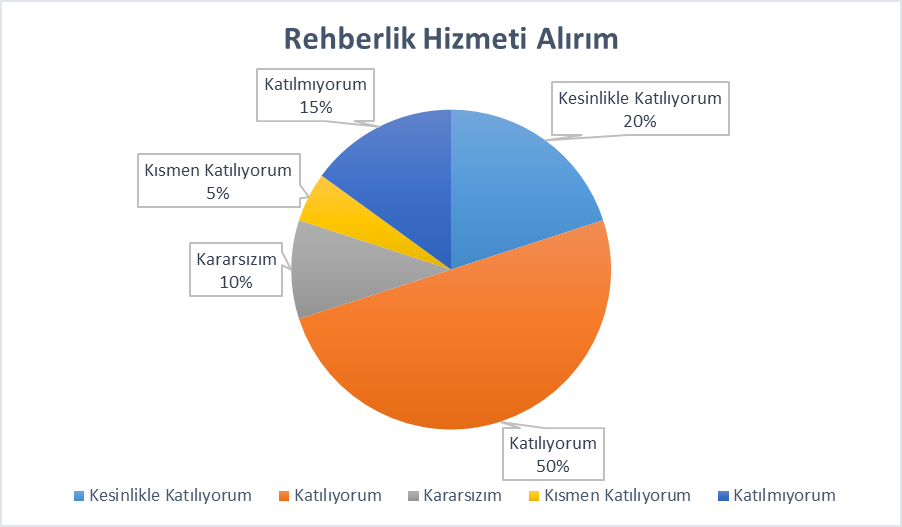 Rehberlik Hizmeti Alırım
Katılmıyorum
15%
Kesinlikle Katılıyorum
20%
Kısmen Katılıyorum
5%
Kararsızım
10%
Katılıyorum
50%
Kesinlikle Katılıyorum Katılıyorum Kararsızım Kısmen Katılıyorum Katılmıyorum